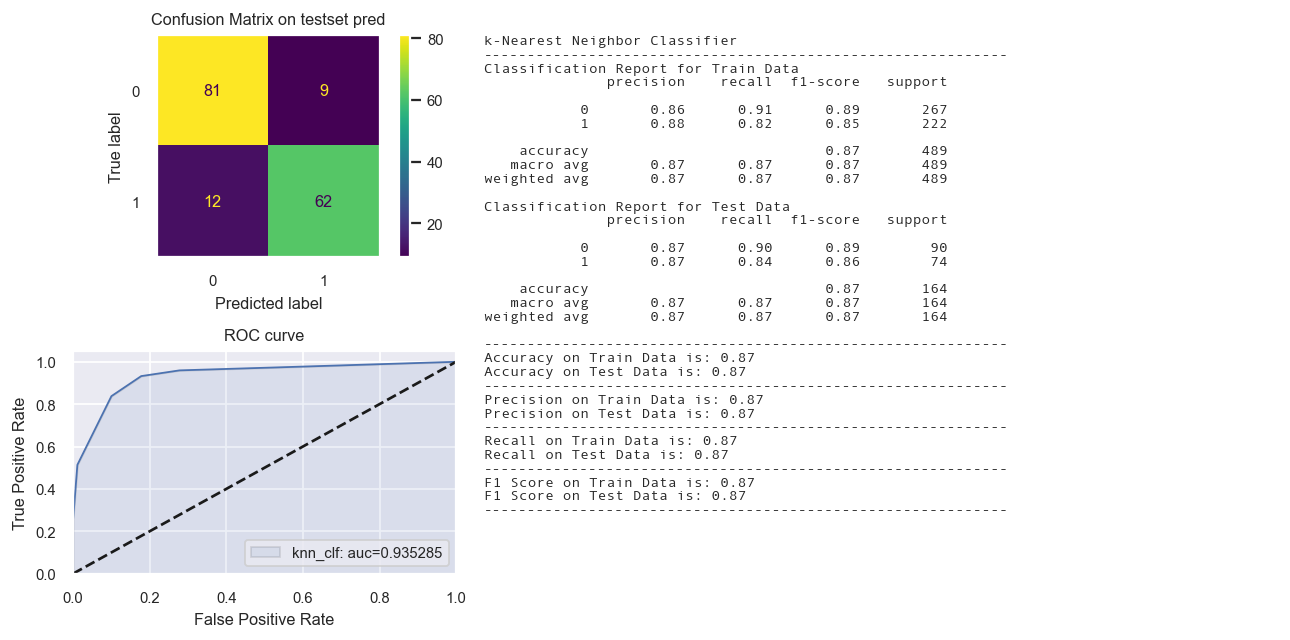 Confusion Matrix on testset pred
True label
0
1
81 9
12 62
0 1
Predicted label
80
60
40
20
ROC curve
True Positive Rate
1.0
0.8
0.6
0.4
0.2
0.0
knn_clf: auc=0.935285
0.0 0.2 0.4 0.6 0.8 1.0
False Positive Rate
k-Nearest Neighbor Classifier
------------------------------------------------------------
Classification Report for Train Data
precision recall f1-score support
0 0.86 0.91 0.89 267
1 0.88 0.82 0.85 222
accuracy 0.87 489
macro avg 0.87 0.87 0.87 489
weighted avg 0.87 0.87 0.87 489
Classification Report for Test Data
precision recall f1-score support
0 0.87 0.90 0.89 90
1 0.87 0.84 0.86 74
accuracy 0.87 164
macro avg 0.87 0.87 0.87 164
weighted avg 0.87 0.87 0.87 164
------------------------------------------------------------
Accuracy on Train Data is: 0.87
Accuracy on Test Data is: 0.87
------------------------------------------------------------
Precision on Train Data is: 0.87
Precision on Test Data is: 0.87
------------------------------------------------------------
Recall on Train Data is: 0.87
Recall on Test Data is: 0.87
------------------------------------------------------------
F1 Score on Train Data is: 0.87
F1 Score on Test Data is: 0.87
------------------------------------------------------------